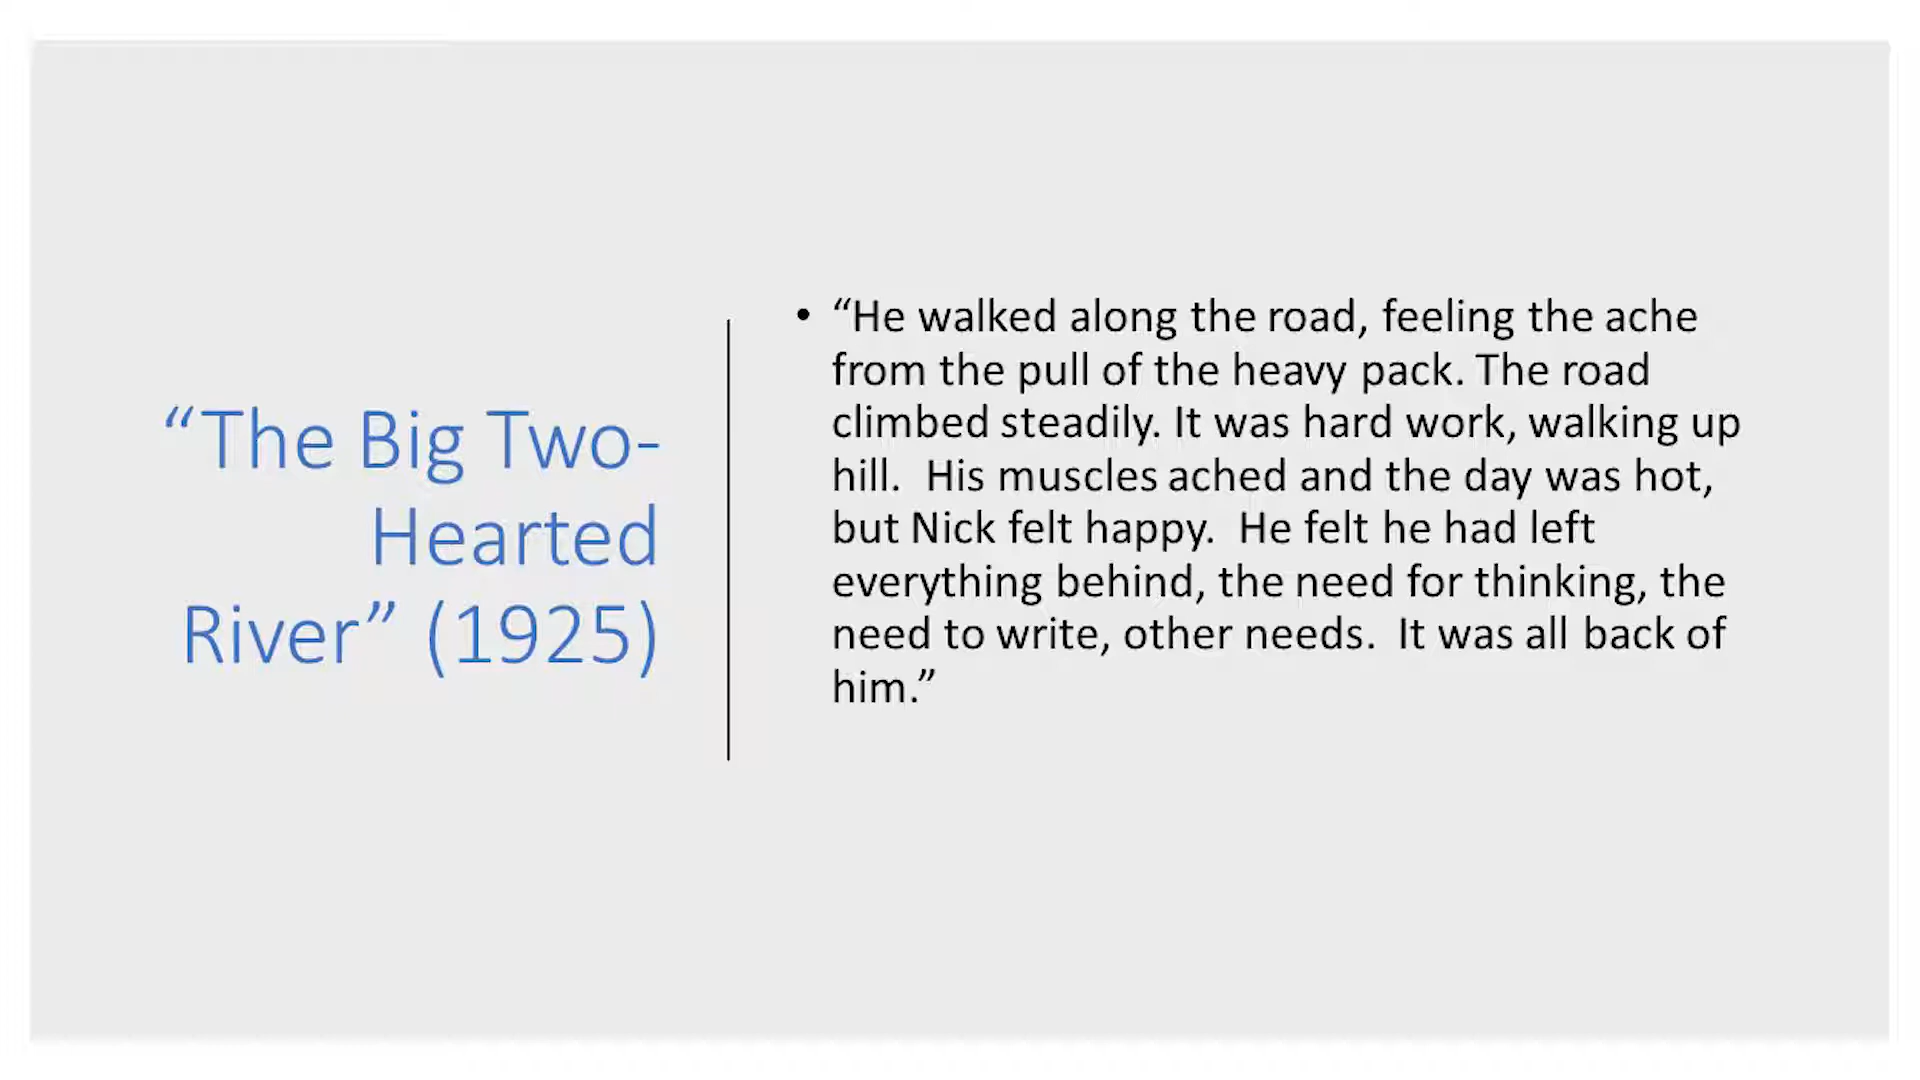 “The Big Two-
Hearted
River” (1925)
• “He walked along the road, feeling the ache
from the pull of the heavy pack. The road
climbed steadily. It was hard work, walking up
hill.  His muscles ached and the day was hot,
but Nick felt happy.  He felt he had left
everything behind, the need for thinking, the
need to write, other needs.  It was all back of
him.”